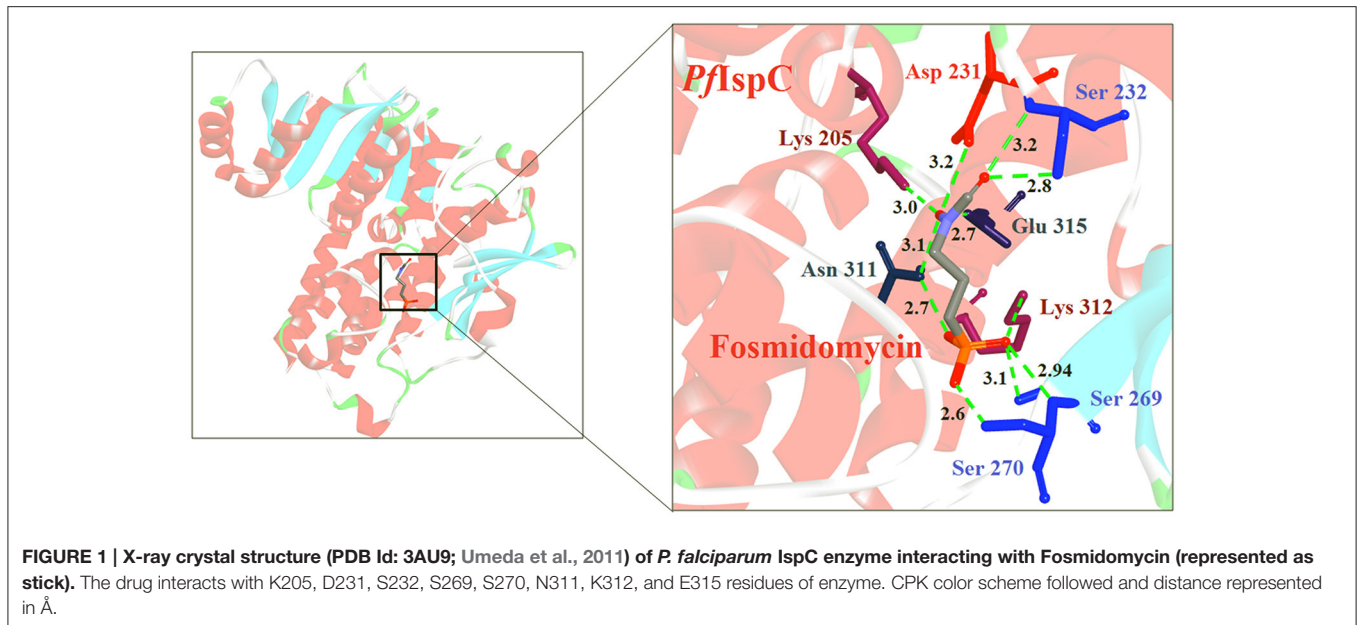 PfIspC
Asp 231
Ser 232
Lys 205
3.2
3.2
2.8
3.0
2.7
Glu 315
3.1
Asn 311
2.7
Lys 312
Fosmidomycin
3.1
2.94
Ser 269
2.6
Ser 270
FIGURE 1 | X-ray crystal structure (PDB Id: 3AU9; Umeda et al., 2011) of P. falciparum IspC enzyme interacting with Fosmidomycin (represented as
stick). The drug interacts with K205, D231, S232, S269, S270, N311, K312, and E315 residues of enzyme. CPK color scheme followed and distance represented
in Å.